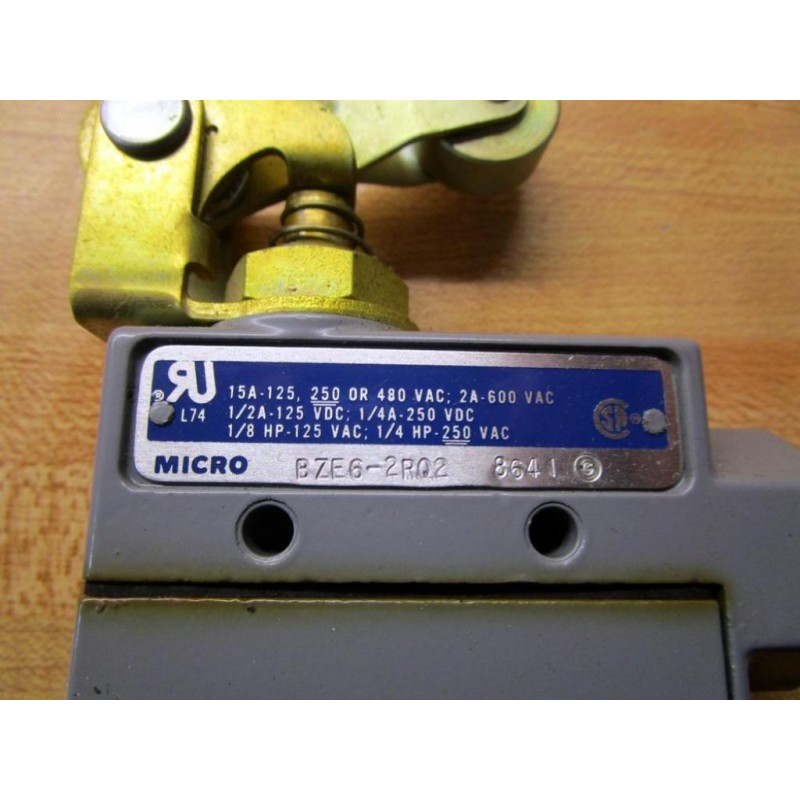 15A-125, 250 OR 480 VAC; 2A-600 VAC
L74 1/2A-125 VDC; 1/4A-250 VDC
1/8 HP-125 VAC; 1/4 HP-250 VAC
MICRO BZE6-2RQ2 8641